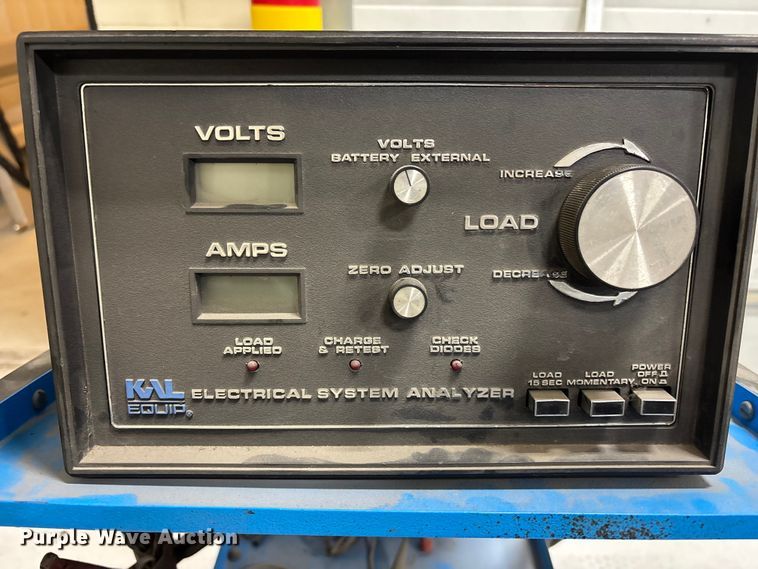 VOLTS
VOLTS
BATTERY EXTERNAL
INCREASE
LOAD
AMPS
ZERO ADJUST
DECREASE
LOAD
APPLIED
CHARGE
& RETEST
CHECK
DIODES
KAL
EQUIP.®
ELECTRICAL SYSTEM ANALYZER
LOAD
15 SEC
LOAD
MOMENTARY
POWER
OFF
ON
Purple Wave Auction